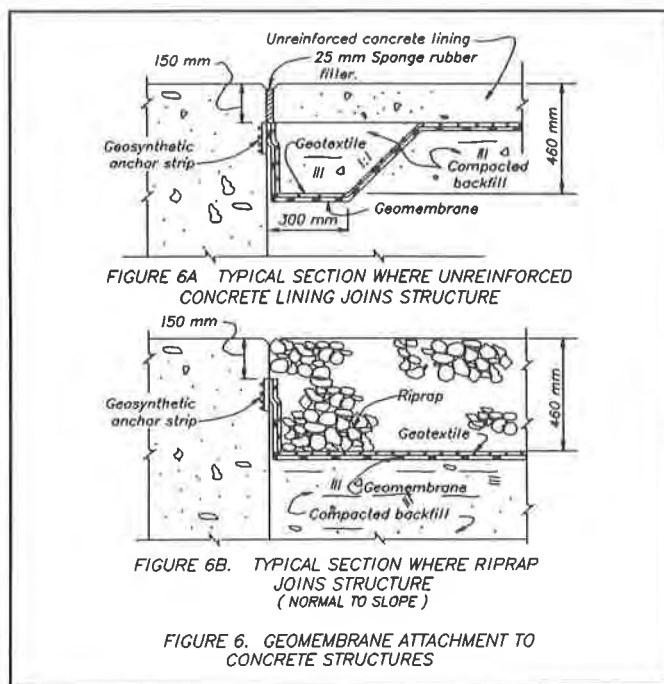 Unreinforced concrete lining
150 mm
25 mm Sponge rubber
filler.
Geosynthetic
anchor strip
Geotextile
1:1
Compacted
backfill
460 mm
Geomembrane
300 mm
FIGURE 6A TYPICAL SECTION WHERE UNREINFORCED
CONCRETE LINING JOINS STRUCTURE
150 mm
Geosynthetic
anchor strip
Riprap
460 mm
Geotextile
Geomembrane
Compacted backfill
FIGURE 6B. TYPICAL SECTION WHERE RIPRAP
JOINS STRUCTURE
( NORMAL TO SLOPE )
FIGURE 6. GEOMEMBRANE ATTACHMENT TO
CONCRETE STRUCTURES